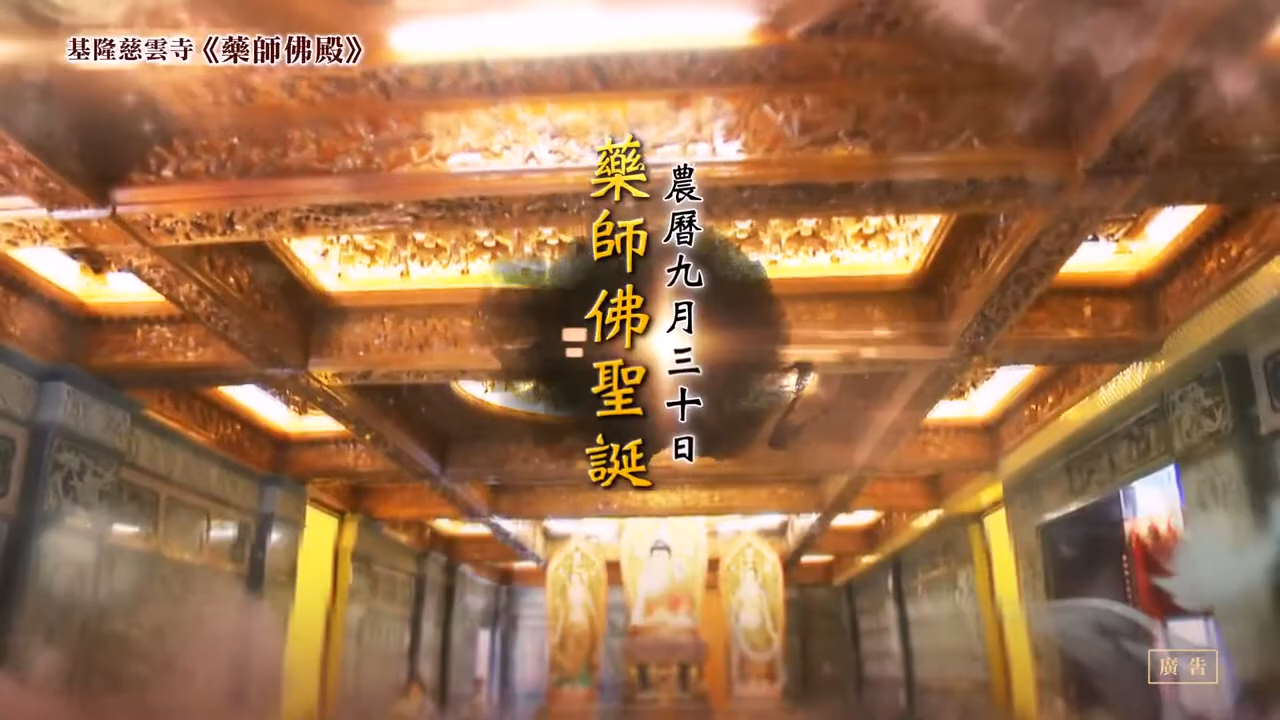 基隆慈雲寺《藥師佛殿》
農曆九月三十日
藥師佛聖誕
廣告